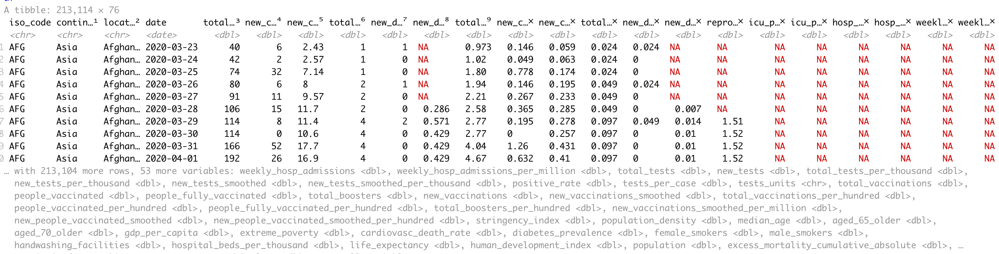 A tibble: 213,114 × 76
iso_code contin…¹ locat…² date total…³ new_c…⁴ new_c…⁵ total…⁶ new_d…⁷ new_d…⁸ total…⁹ new_c…× new_c…× total…× new_d…× new_d…× repro…× icu_p…× icu_p…× hosp_…× hosp_…× weekl…× weekl…×
<chr> <chr> <chr> <date> <dbl> <dbl> <dbl> <dbl> <dbl> <dbl> <dbl> <dbl> <dbl> <dbl> <dbl> <dbl> <dbl> <dbl> <dbl> <dbl> <dbl> <dbl> <dbl>
1 AFG Asia Afghan… 2020-03-23 40 6 2.43 1 1 NA 0.973 0.146 0.059 0.024 0.024 NA NA NA NA NA NA NA NA
2 AFG Asia Afghan… 2020-03-24 42 2 2.57 1 0 NA 1.02 0.049 0.063 0.024 0 NA NA NA NA NA NA NA NA
3 AFG Asia Afghan… 2020-03-25 74 32 7.14 1 0 NA 1.80 0.778 0.174 0.024 0 NA NA NA NA NA NA NA NA
4 AFG Asia Afghan… 2020-03-26 80 6 8 2 1 NA 1.94 0.146 0.195 0.049 0.024 NA NA NA NA NA NA NA NA
5 AFG Asia Afghan… 2020-03-27 91 11 9.57 2 0 NA 2.21 0.267 0.233 0.049 0 NA NA NA NA NA NA NA NA
6 AFG Asia Afghan… 2020-03-28 106 15 11.7 2 0 0.286 2.58 0.365 0.285 0.049 0 0.007 NA NA NA NA NA NA NA
7 AFG Asia Afghan… 2020-03-29 114 8 11.4 4 2 0.571 2.77 0.195 0.278 0.097 0.049 0.014 1.51 NA NA NA NA NA NA
8 AFG Asia Afghan… 2020-03-30 114 0 10.6 4 0 0.429 2.77 0 0.257 0.097 0 0.01 1.52 NA NA NA NA NA NA
9 AFG Asia Afghan… 2020-03-31 166 52 17.7 4 0 0.429 4.04 1.26 0.431 0.097 0 0.01 1.52 NA NA NA NA NA NA
0 AFG Asia Afghan… 2020-04-01 192 26 16.9 4 0 0.429 4.67 0.632 0.41 0.097 0 0.01 1.52 NA NA NA NA NA NA
… with 213,104 more rows, 53 more variables: weekly_hosp_admissions <dbl>, weekly_hosp_admissions_per_million <dbl>, total_tests <dbl>, new_tests <dbl>, total_tests_per_thousand <dbl>,
new_tests_per_thousand <dbl>, new_tests_smoothed <dbl>, new_tests_smoothed_per_thousand <dbl>, positive_rate <dbl>, tests_per_case <dbl>, tests_units <chr>, total_vaccinations <dbl>,
people_vaccinated <dbl>, people_fully_vaccinated <dbl>, total_boosters <dbl>, new_vaccinations <dbl>, new_vaccinations_smoothed <dbl>, total_vaccinations_per_hundred <dbl>,
people_vaccinated_per_hundred <dbl>, people_fully_vaccinated_per_hundred <dbl>, total_boosters_per_hundred <dbl>, new_vaccinations_smoothed_per_million <dbl>,
new_people_vaccinated_smoothed <dbl>, new_people_vaccinated_smoothed_per_hundred <dbl>, stringency_index <dbl>, population_density <dbl>, median_age <dbl>, aged_65_older <dbl>,
aged_70_older <dbl>, gdp_per_capita <dbl>, extreme_poverty <dbl>, cardiovasc_death_rate <dbl>, diabetes_prevalence <dbl>, female_smokers <dbl>, male_smokers <dbl>,
handwashing_facilities <dbl>, hospital_beds_per_thousand <dbl>, life_expectancy <dbl>, human_development_index <dbl>, population <dbl>, excess_mortality_cumulative_absolute <dbl>, …